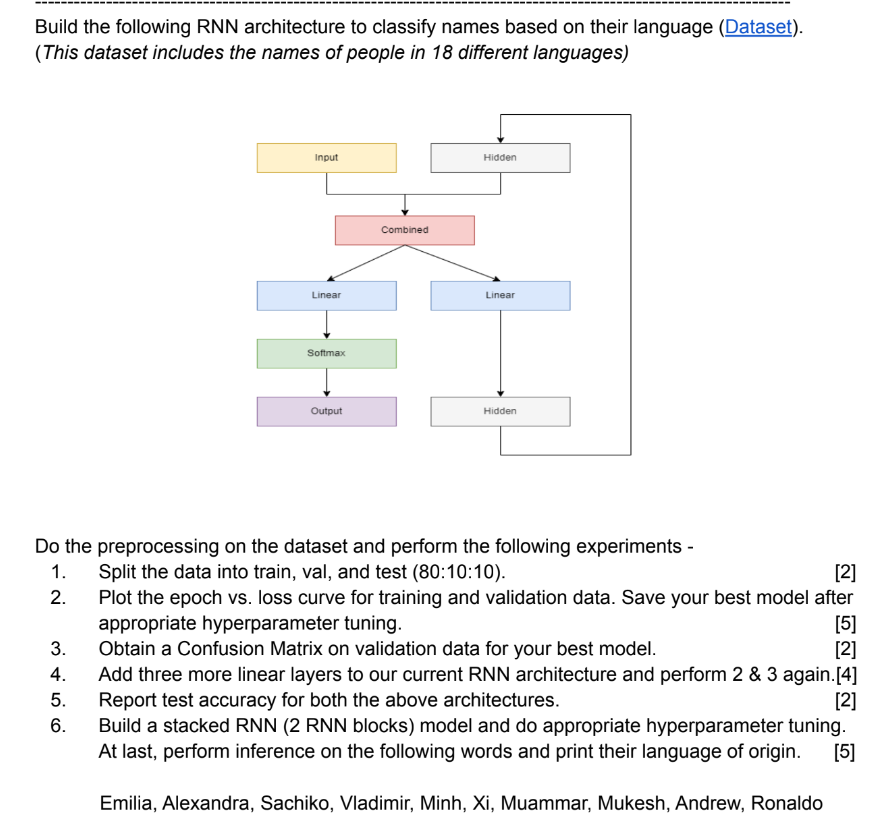 Build the following RNN architecture to classify names based on their language (Dataset).
(This dataset includes the names of people in 18 different languages)
Input
Hidden
Combined
Linear
Linear
Softmax
Output
Hidden
Do the preprocessing on the dataset and perform the following experiments -
1. Split the data into train, val, and test (80:10:10). [2]
2. Plot the epoch vs. loss curve for training and validation data. Save your best model after
appropriate hyperparameter tuning. [5]
3. Obtain a Confusion Matrix on validation data for your best model. [2]
4. Add three more linear layers to our current RNN architecture and perform 2 & 3 again.[4]
5. Report test accuracy for both the above architectures. [2]
6. Build a stacked RNN (2 RNN blocks) model and do appropriate hyperparameter tuning.
At last, perform inference on the following words and print their language of origin. [5]
Emilia, Alexandra, Sachiko, Vladimir, Minh, Xi, Muammar, Mukesh, Andrew, Ronaldo